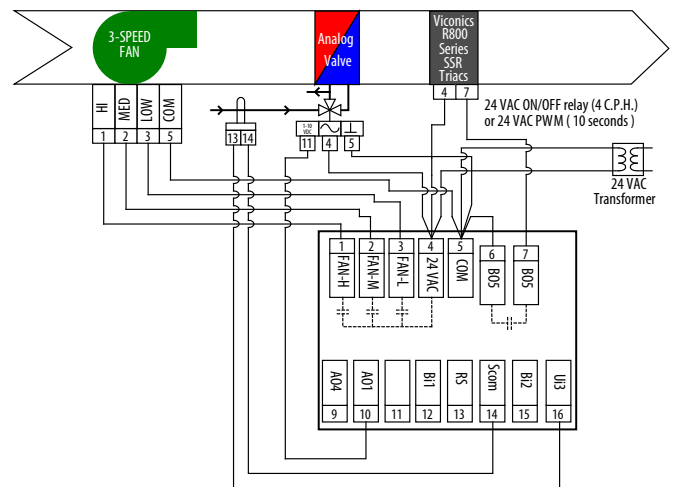 3-SPEED
FAN
Analog
Valve
Viconics
R800
Series
SSR
Triacs
4 7
24 VAC ON/OFF relay (4 C.P.H.)
or 24 VAC PWM ( 10 seconds )
HI MED LOW COM
1 2 3 5
13 14
1-10
VDC
11 4 5
24 VAC
Transformer
1 2 3 4 5 6 7
FAN-H FAN-M FAN-L 24 VAC COM BO5 BO5
AO4 AO1 Bi1 RS Scom Bi2 Ui3
9 10 11 12 13 14 15 16